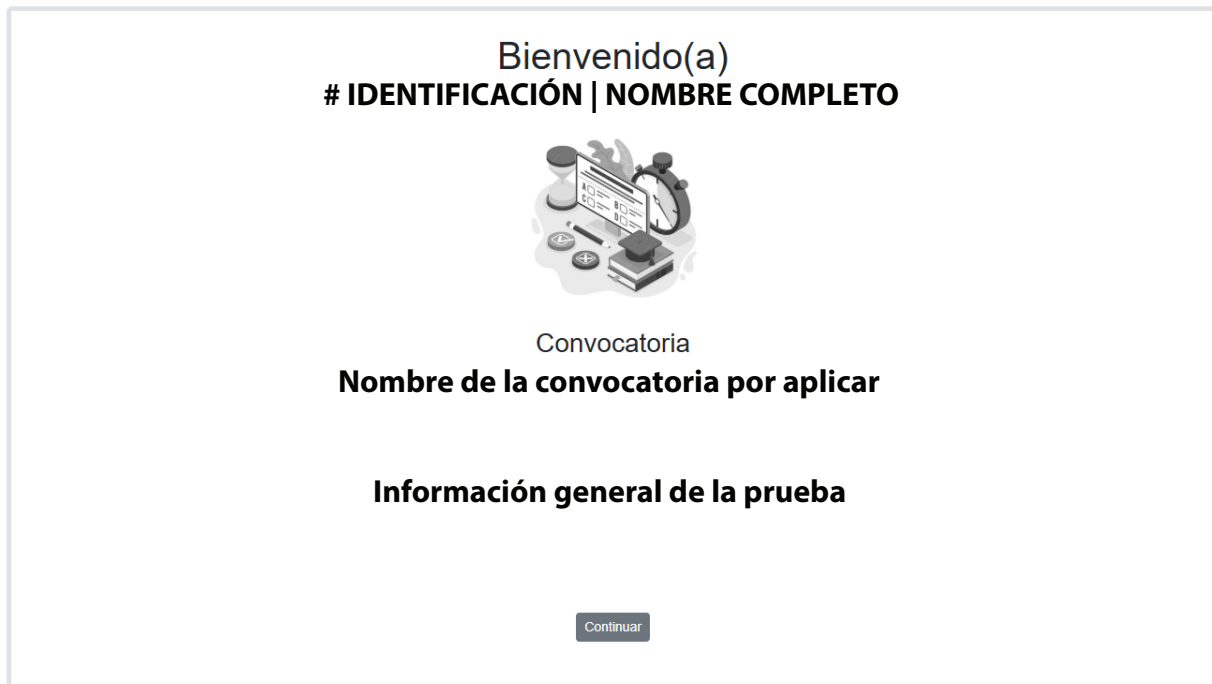 Bienvenido(a)
# IDENTIFICACIÓN | NOMBRE COMPLETO
A
B
C
D
Convocatoria
Nombre de la convocatoria por aplicar
Información general de la prueba
Continuar